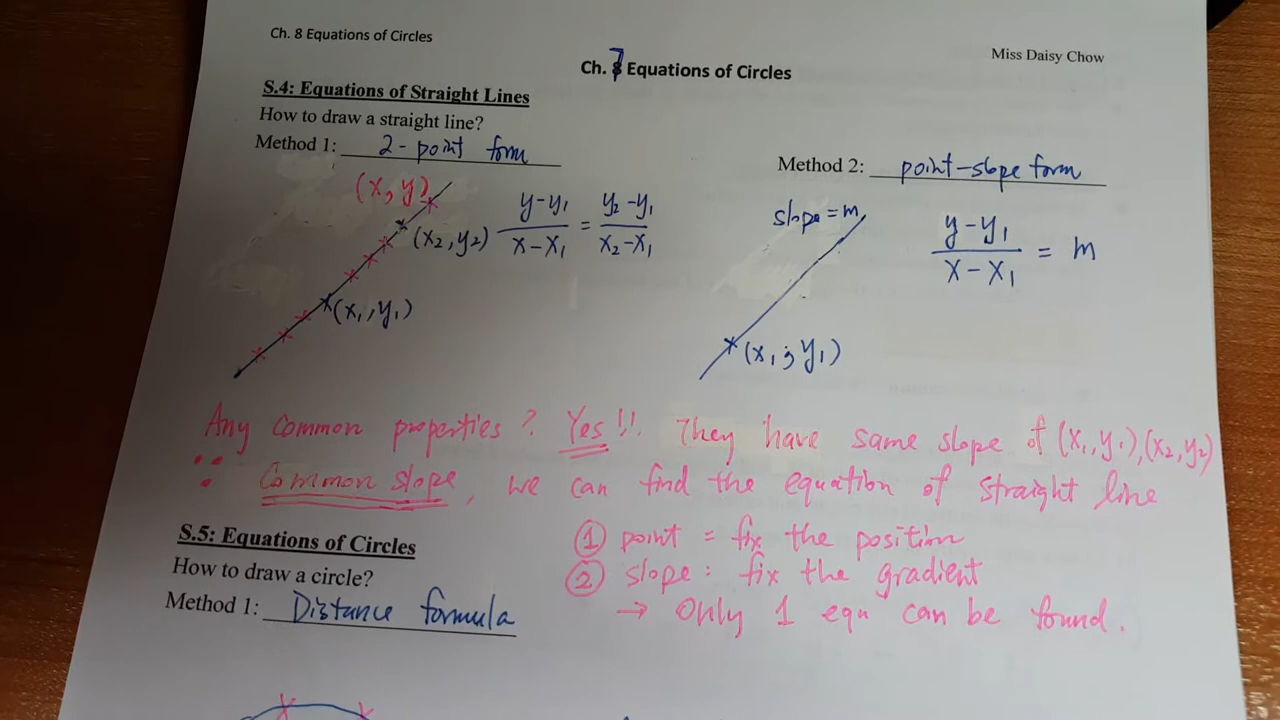 Ch. 8 Equations of Circles
Miss Daisy Chow
Ch. 7 Equations of Circles
S.4: Equations of Straight Lines
How to draw a straight line?
Method 1: 2-point form
(x, y)
(x₂, y₂)
(y-y₁)/(x-x₁) = (y₂-y₁)/(x₂-x₁)
(x₁, y₁)
Method 2: point-slope form
slope = m
(y-y₁)/(x-x₁) = m
(x₁, y₁)
Any common properties? Yes!!. They have same slope of (x₁, y₁), (x₂, y₂)
∵ Common slope, we can find the equation of straight line
① point = fix the position
② slope : fix the gradient
→ Only 1 equ can be found.
S.5: Equations of Circles
How to draw a circle?
Method 1: Distance formula